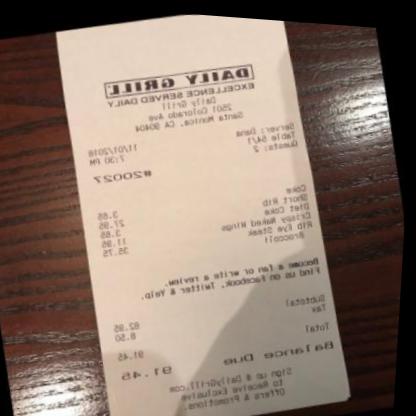 DAILY GRILL
EXCELLENCE SERVED DAILY
Daily Grill
2501 Colorado Ave
Santa Monica, CA 90404
Server: Dana 11/01/2018
Table 54/1 7:30 PM
Guests: 2
#20027
Coke 3.65
Short Rib 27.95
Diet Coke 3.65
Crispy Naked Wings 11.95
Rib Eye Steak 35.75
Broccoli
Become a fan or write a review.
Find us on Facebook, Twitter & Yelp.
Subtotal 82.95
Tax 8.50
Total 91.45
Balance Due 91.45
Sign up @ DailyGrill.com
to Receive Exclusive
Offers & Promotions.